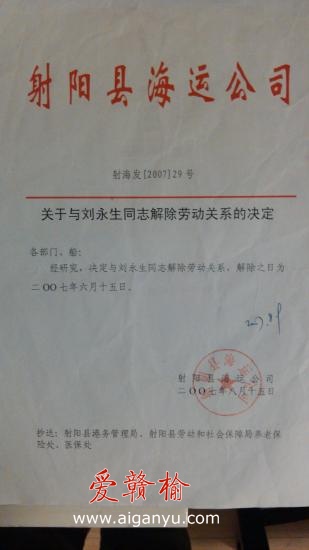 射阳县海运公司
射海发[2007]29号
关于与刘永生同志解除劳动关系的决定
各部门、船：
经研究，决定与刘永生同志解除劳动关系，解除之日为
二〇〇七年六月十五日。
射阳县海运公司
二〇〇七年八月十五日
抄送：射阳县港务管理局、射阳县劳动和社会保障局养老保
险处、医保处
爱赣榆
www.aiganyu.com